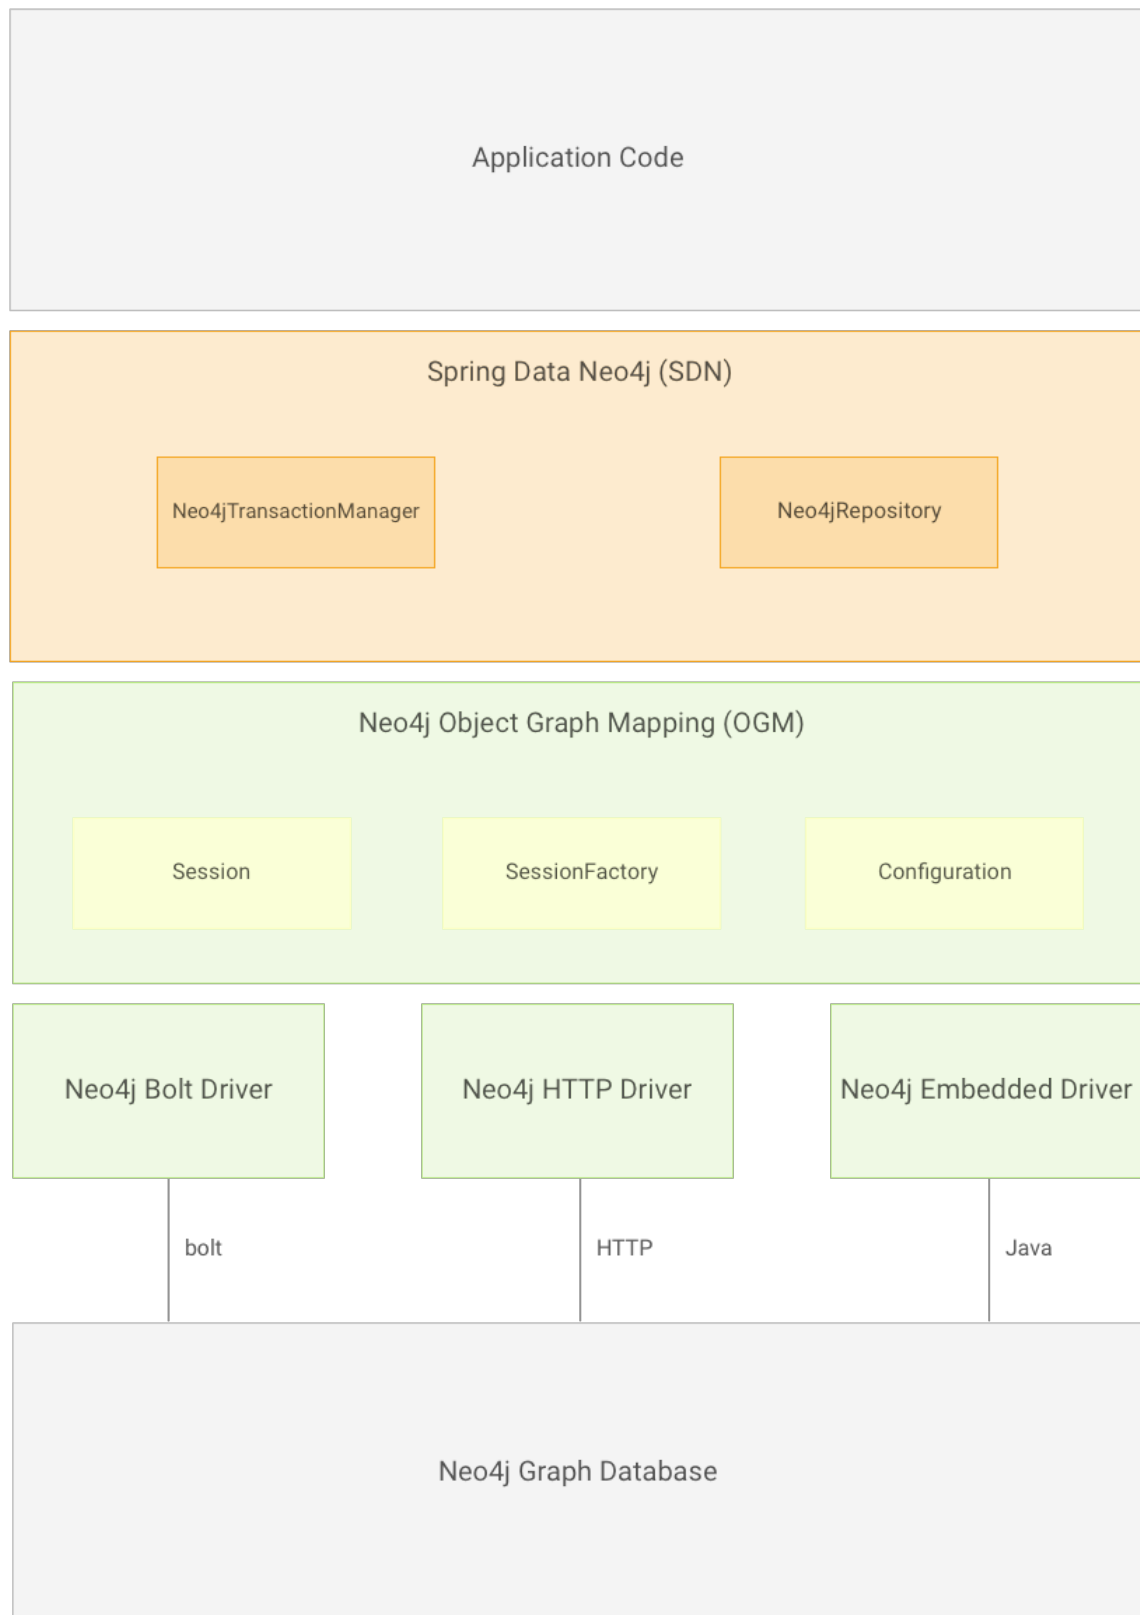 Application Code
Spring Data Neo4j (SDN)
Neo4jTransactionManager
Neo4jRepository
Neo4j Object Graph Mapping (OGM)
Session
SessionFactory
Configuration
Neo4j Bolt Driver
Neo4j HTTP Driver
Neo4j Embedded Driver
bolt
HTTP
Java
Neo4j Graph Database